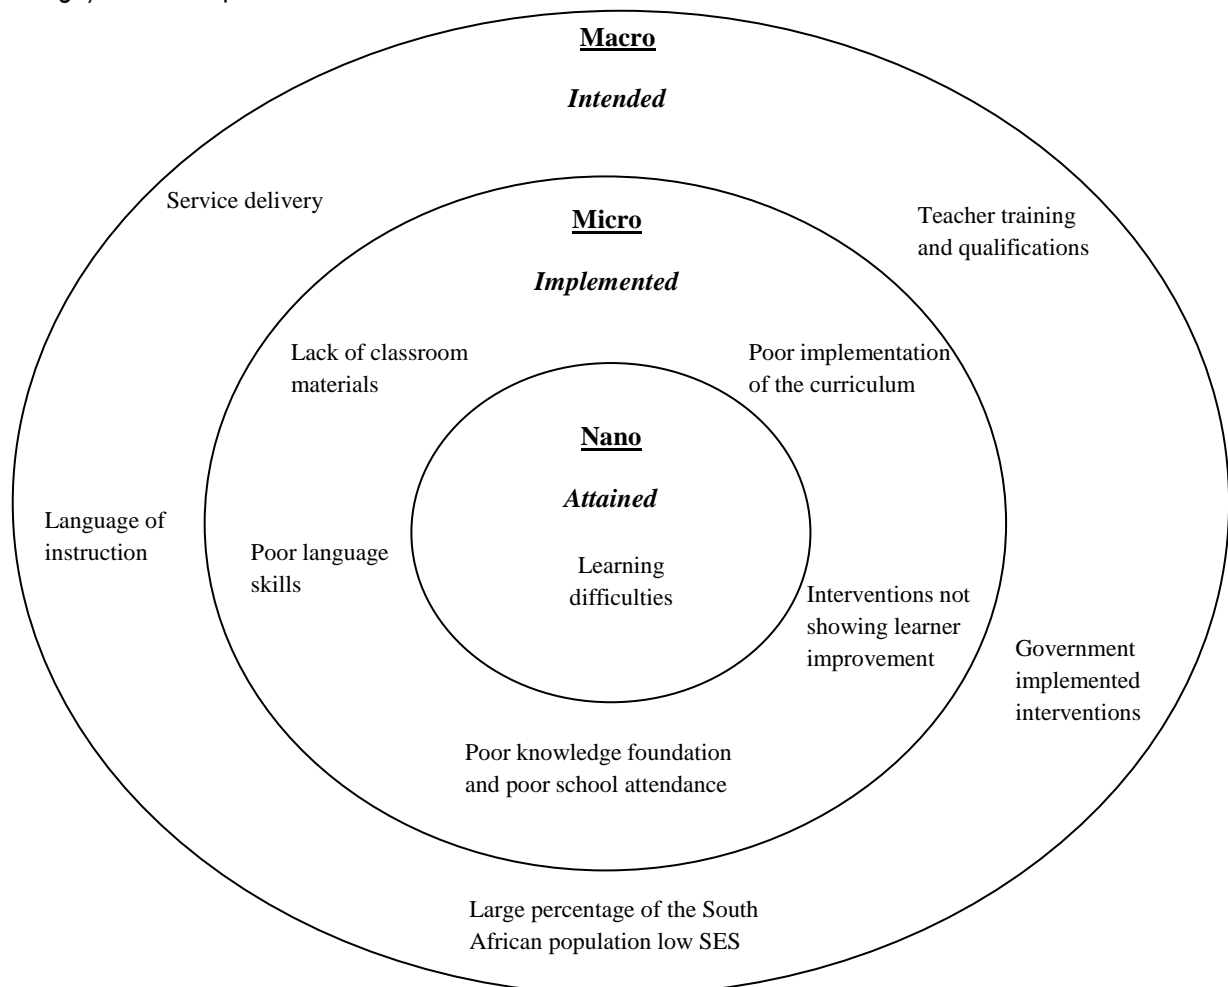 Macro
Intended
Service delivery
Teacher training
and qualifications
Micro
Implemented
Lack of classroom
materials
Poor implementation
of the curriculum
Nano
Attained
Language of
instruction
Poor language
skills
Learning
difficulties
Interventions not
showing learner
improvement
Government
implemented
interventions
Poor knowledge foundation
and poor school attendance
Large percentage of the South
African population low SES